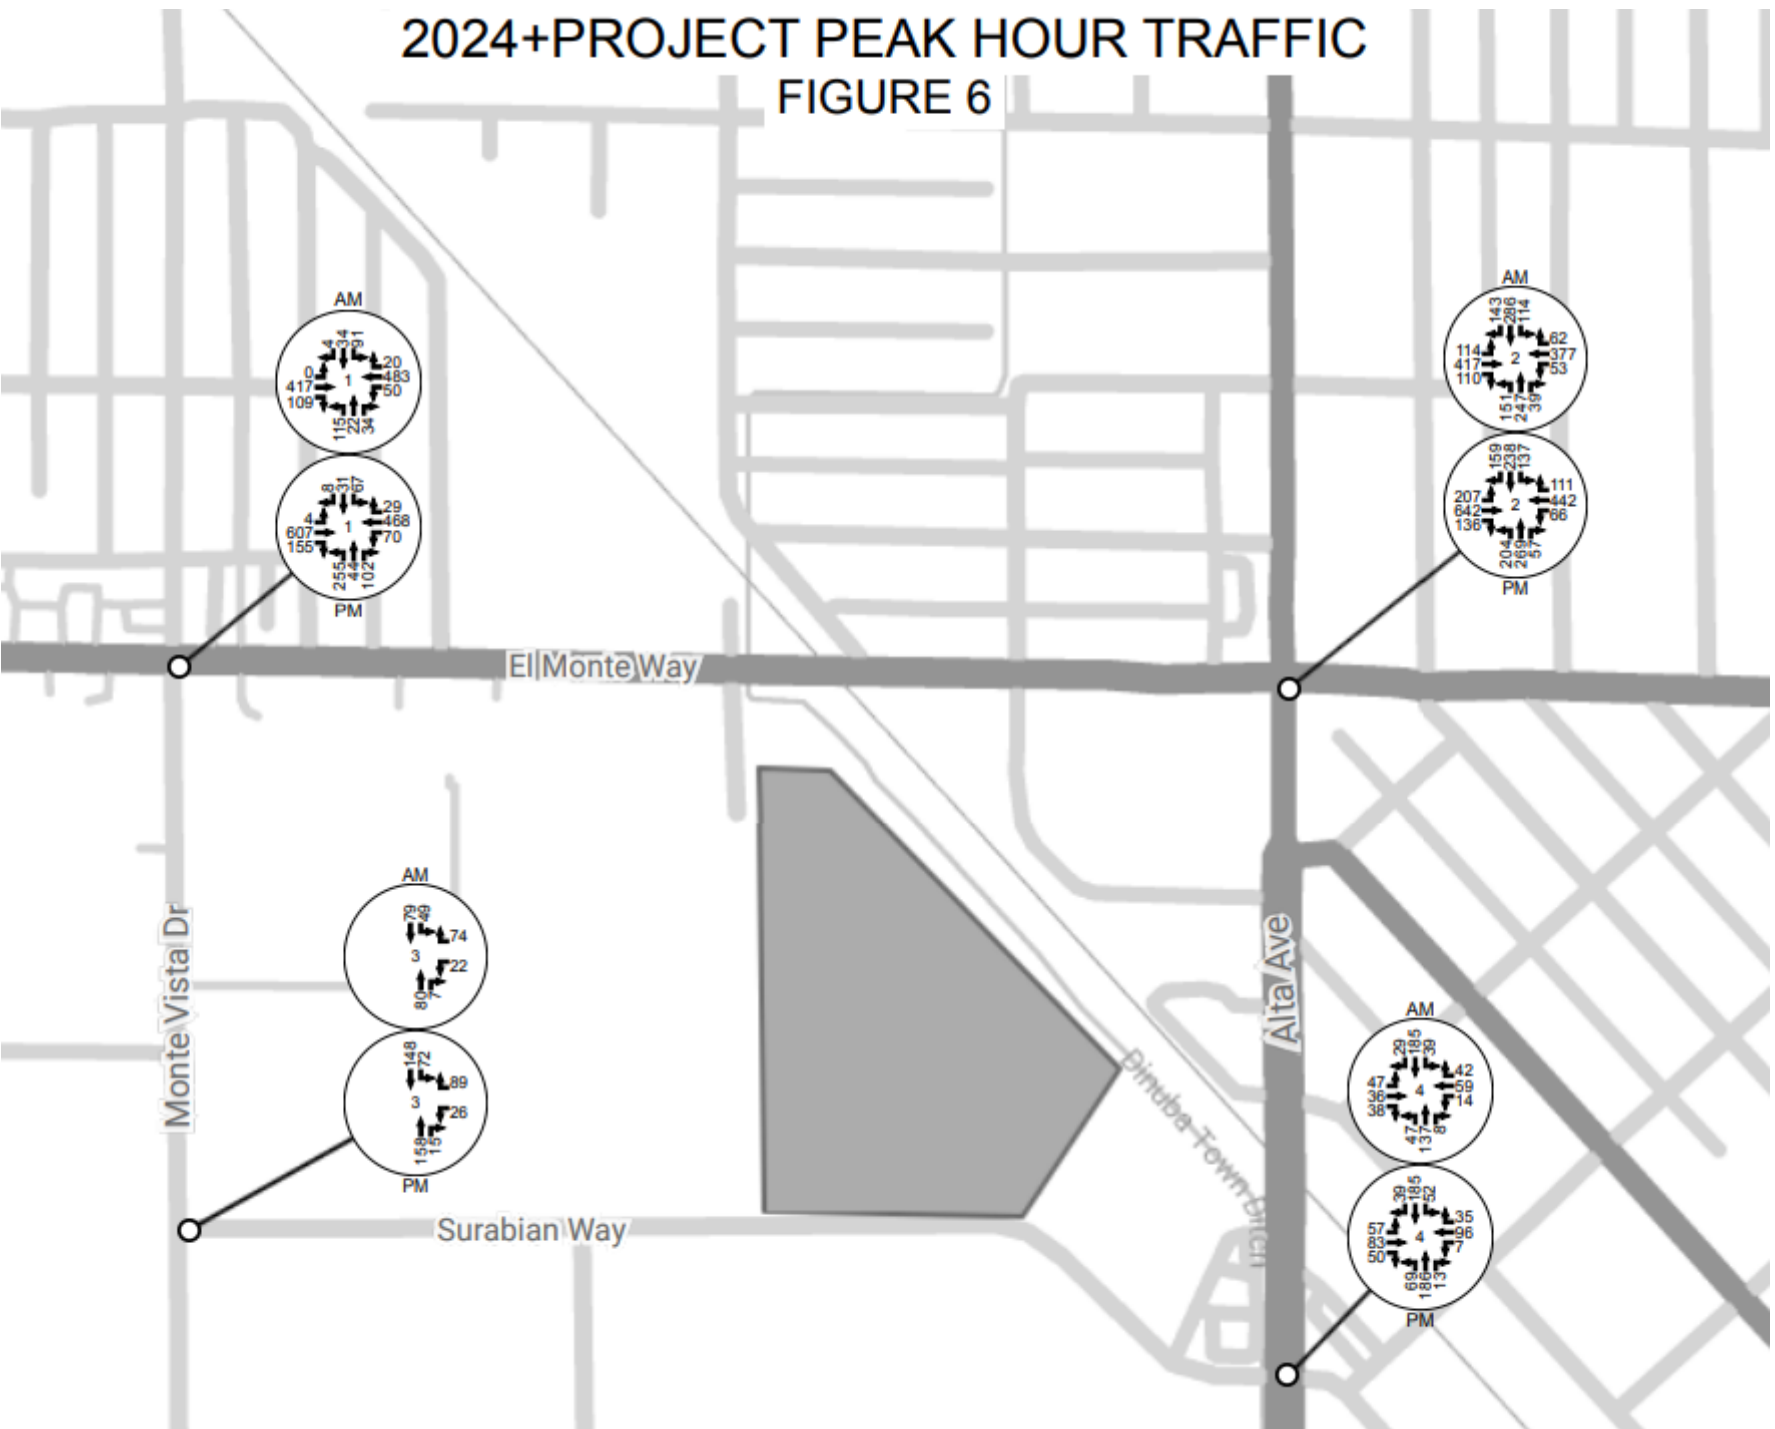 2024+PROJECT PEAK HOUR TRAFFIC
FIGURE 6
AM
4 34 91
0
417
109
1
20
483
50
115 22 34
8 31 67
4
607
155
1
29
468
70
255 44 102
PM
AM
143 286 114
114
417
110
2
62
377
53
151 247 39
159 238 137
207
642
136
2
111
442
66
204 269 57
PM
El Monte Way
Monte Vista Dr
Alta Ave
AM
79 49
3
74
22
80 7
148 72
3
89
26
158 15
PM
Surabian Way
Dinuba Town Ditch
AM
29 185 39
47
36
38
4
42
59
14
47 137 8
39 185 52
57
83
50
4
35
96
7
69 186 13
PM